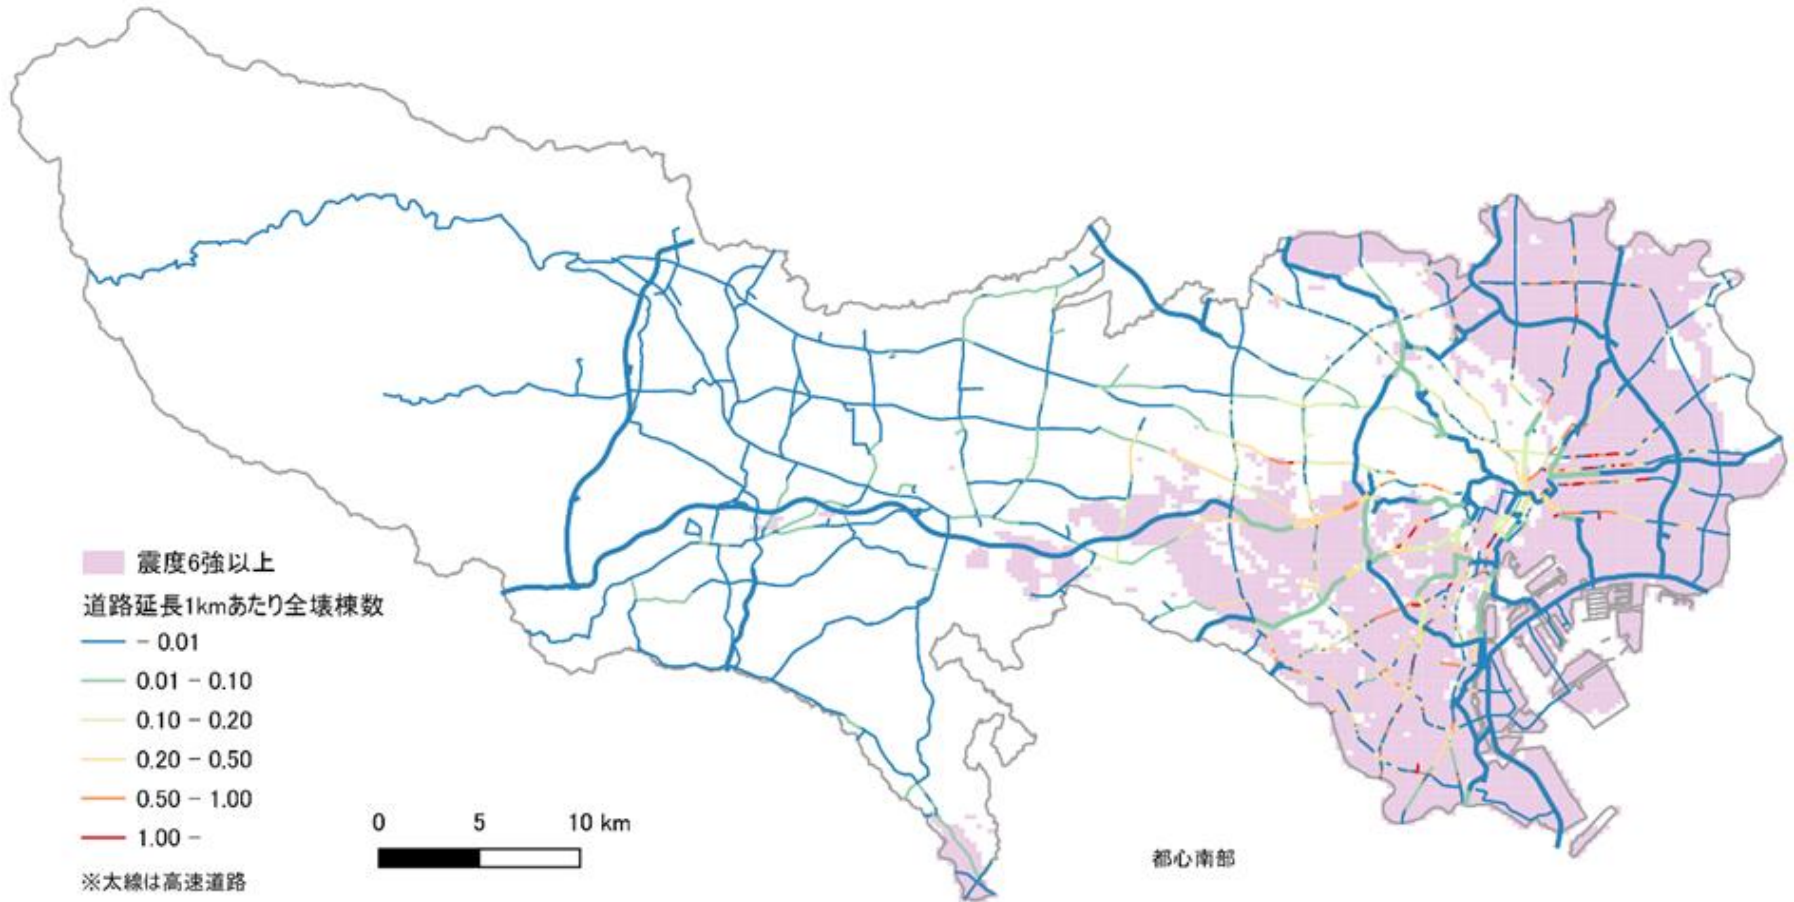 震度6強以上
道路延長1kmあたり全壊棟数
- 0.01
0.01 - 0.10
0.10 - 0.20
0.20 - 0.50
0.50 - 1.00
1.00 -
※太線は高速道路
0 5 10 km
都心南部